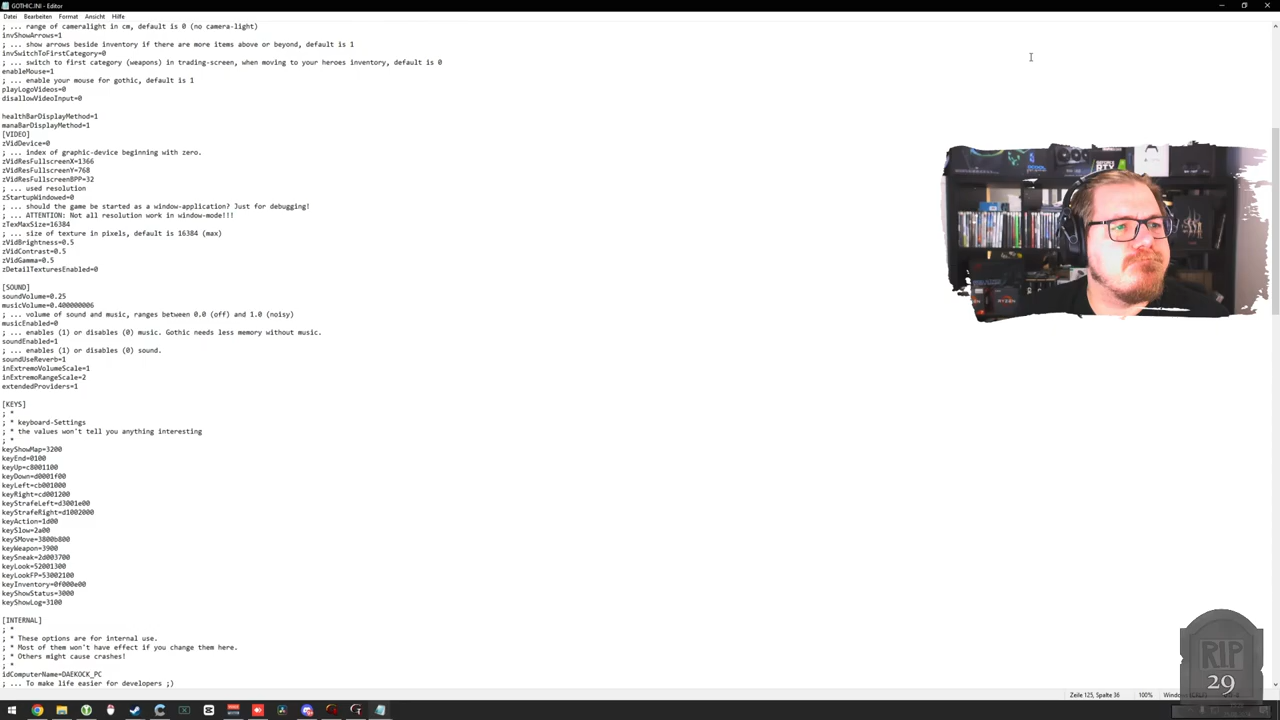 GOTHIC.INI - Editor
Datei Bearbeiten Format Ansicht Hilfe
; ... range of cameralight in cm, default is 0 (no camera-light)
invShowArrows=1
; ... show arrows beside inventory if there are more items above or beyond, default is 1
invSwitchToFirstCategory=0
; ... switch to first category (weapons) in trading-screen, when moving to your heroes inventory, default is 0
enableMouse=1
; ... enable your mouse for gothic, default is 1
playLogoVideos=0
disallowVideoInput=0
healthBarDisplayMethod=1
manaBarDisplayMethod=1
[VIDEO]
zVidDevice=0
; ... index of graphic-device beginning with zero.
zVidResFullscreenX=1366
zVidResFullscreenY=768
zVidResFullscreenBPP=32
; ... used resolution
zStartupWindowed=0
; ... should the game be started as a window-application? Just for debugging!
; ... ATTENTION: Not all resolution work in window-mode!!!
zTexMaxSize=16384
; ... size of texture in pixels, default is 16384 (max)
zVidBrightness=0.5
zVidContrast=0.5
zVidGamma=0.5
zDetailTexturesEnabled=0
[SOUND]
soundVolume=0.25
musicVolume=0.400000006
; ... volume of sound and music, ranges between 0.0 (off) and 1.0 (noisy)
musicEnabled=0
; ... enables (1) or disables (0) music. Gothic needs less memory without music.
soundEnabled=1
; ... enables (1) or disables (0) sound.
soundUseReverb=1
inExtremoVolumeScale=1
inExtremoRangeScale=2
extendedProviders=1
[KEYS]
; *
; * keyboard-Settings
; * the values won't tell you anything interesting
; *
keyShowMap=3200
keyEnd=0100
keyUp=c8001100
keyDown=d0001f00
keyLeft=cb001000
keyRight=cd001200
keyStrafeLeft=d3001e00
keyStrafeRight=d1002000
keyAction=1d00
keySlow=2a00
keySMove=3800b800
keyWeapon=3900
keySneak=2d003700
keyLook=52001300
keyLookFP=53002100
keyInventory=0f000e00
keyShowStatus=3000
keyShowLog=3100
[INTERNAL]
; *
; * These options are for internal use.
; * Most of them won't have effect if you change them here.
; * Others might cause crashes!
; *
idComputerName=DAEKOCK_PC
; ... To make life easier for developers ;)
RIP
29
Zeile 125, Spalte 36 100%